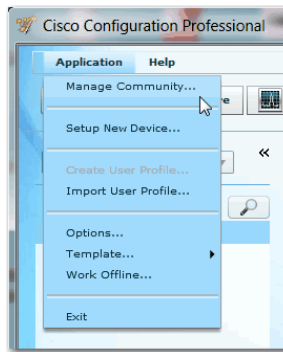 Cisco Configuration Professional
Application Help
Manage Community...
Setup New Device...
Create User Profile...
Import User Profile...
Options...
Template...
Work Offline...
Exit